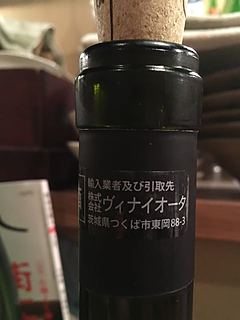 輸入業者及び引取先
株式会社ヴィナイオータ
茨城県つくば市東岡88-3
街